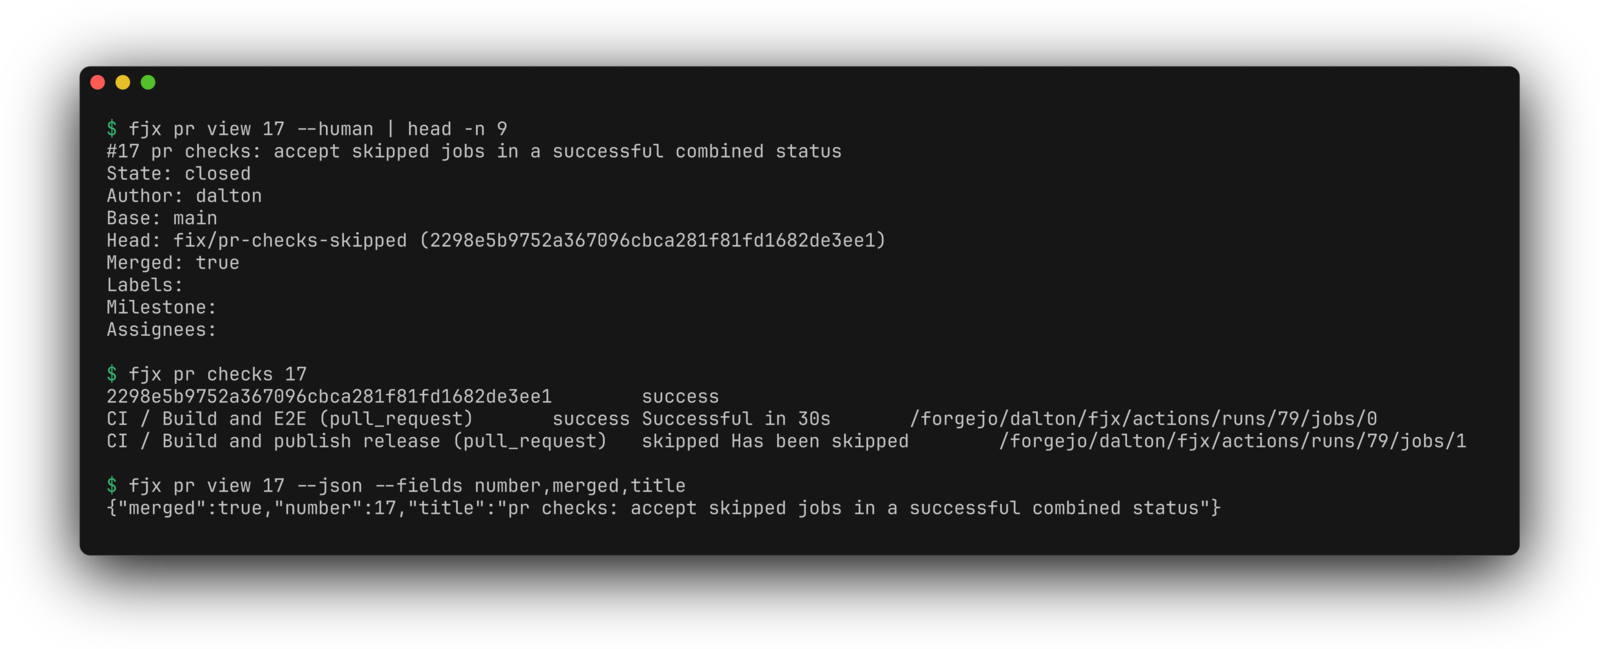 $ fjx pr view 17 --human | head -n 9
#17 pr checks: accept skipped jobs in a successful combined status
State: closed
Author: dalton
Base: main
Head: fix/pr-checks-skipped (2298e5b9752a367096cbca281f81fd1682de3ee1)
Merged: true
Labels:
Milestone:
Assignees:
$ fjx pr checks 17
2298e5b9752a367096cbca281f81fd1682de3ee1 success
CI / Build and E2E (pull_request) success Successful in 30s /forgejo/dalton/fjx/actions/runs/79/jobs/0
CI / Build and publish release (pull_request) skipped Has been skipped /forgejo/dalton/fjx/actions/runs/79/jobs/1
$ fjx pr view 17 --json --fields number,merged,title
{"merged":true,"number":17,"title":"pr checks: accept skipped jobs in a successful combined status"}